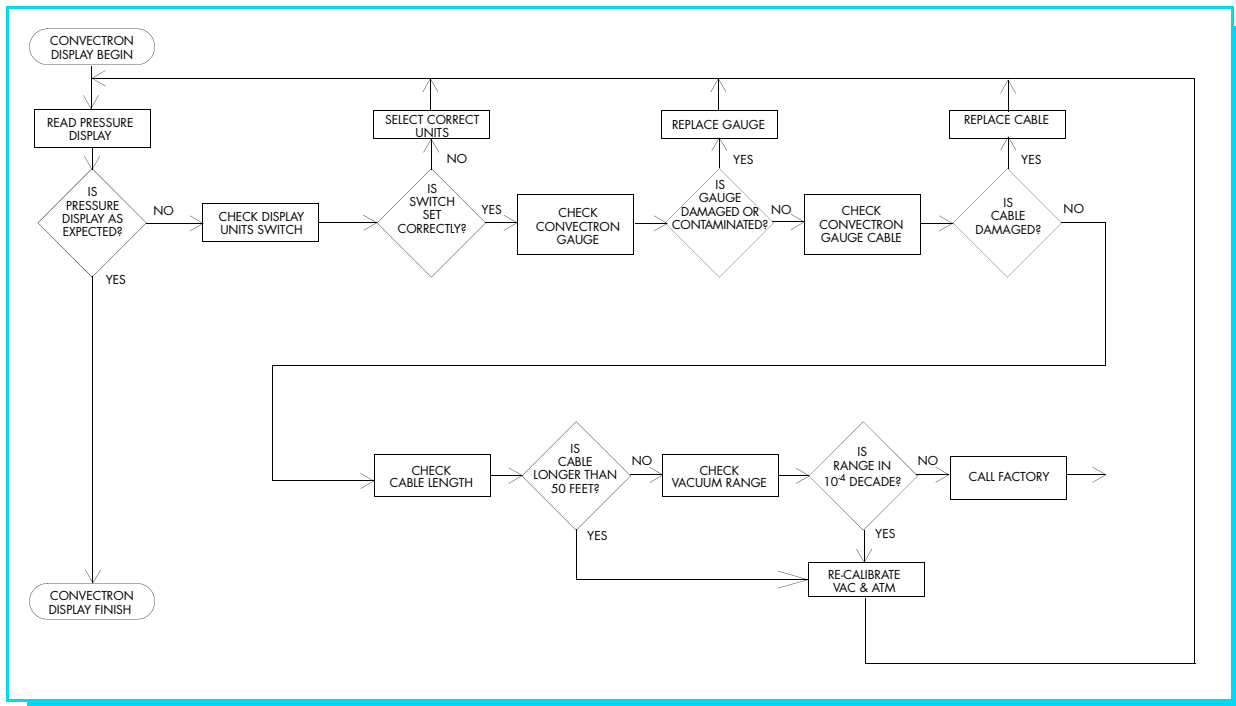 CONVECTRON
DISPLAY BEGIN
READ PRESSURE
DISPLAY
SELECT CORRECT
UNITS
REPLACE GAUGE
REPLACE CABLE
NO
YES
YES
IS
PRESSURE
DISPLAY AS
EXPECTED?
NO
CHECK DISPLAY
UNITS SWITCH
IS
SWITCH
SET
CORRECTLY?
YES
CHECK
CONVECTRON
GAUGE
IS
GAUGE
DAMAGED OR
CONTAMINATED?
NO
CHECK
CONVECTRON
GAUGE CABLE
IS
CABLE
DAMAGED?
NO
YES
CHECK
CABLE LENGTH
IS
CABLE
LONGER THAN
50 FEET?
NO
CHECK
VACUUM RANGE
IS
RANGE IN
10⁻⁴ DECADE?
NO
CALL FACTORY
YES
YES
RE-CALIBRATE
VAC & ATM
CONVECTRON
DISPLAY FINISH